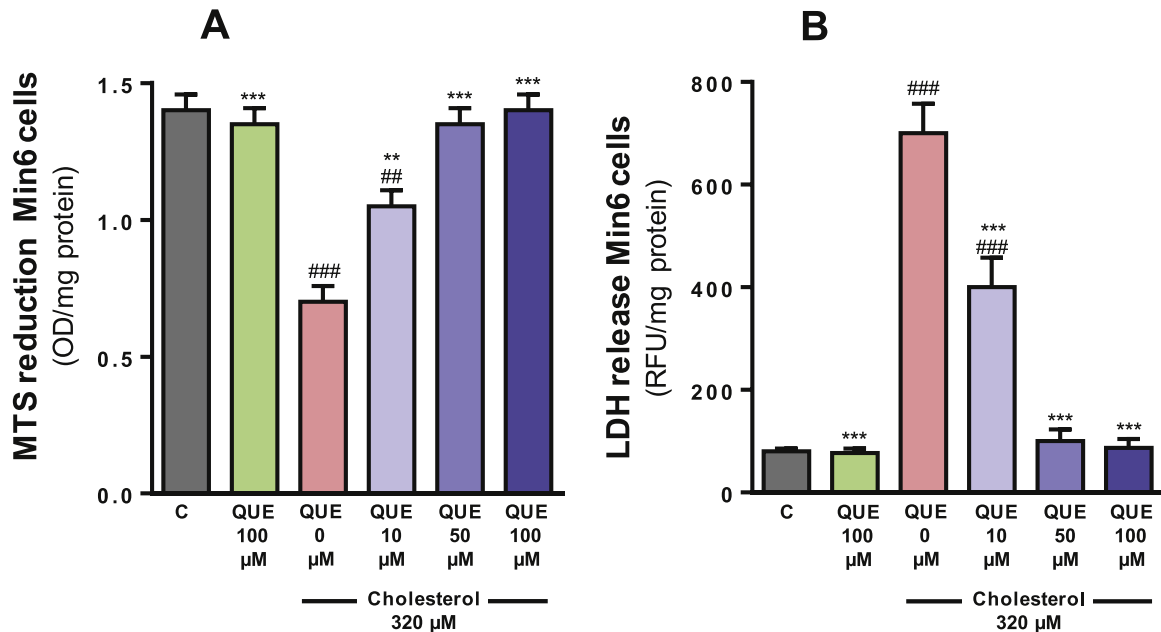 A
MTS reduction Min6 cells
(OD/mg protein)
1.5
1.0
0.5
0.0
***
###
**
##
***
***
C
QUE
100
µM
QUE
0
µM
QUE
10
µM
QUE
50
µM
QUE
100
µM
Cholesterol
320 µM
B
LDH release Min6 cells
(RFU/mg protein)
800
600
400
200
0
***
###
***
###
***
***
C
QUE
100
µM
QUE
0
µM
QUE
10
µM
QUE
50
µM
QUE
100
µM
Cholesterol
320 µM